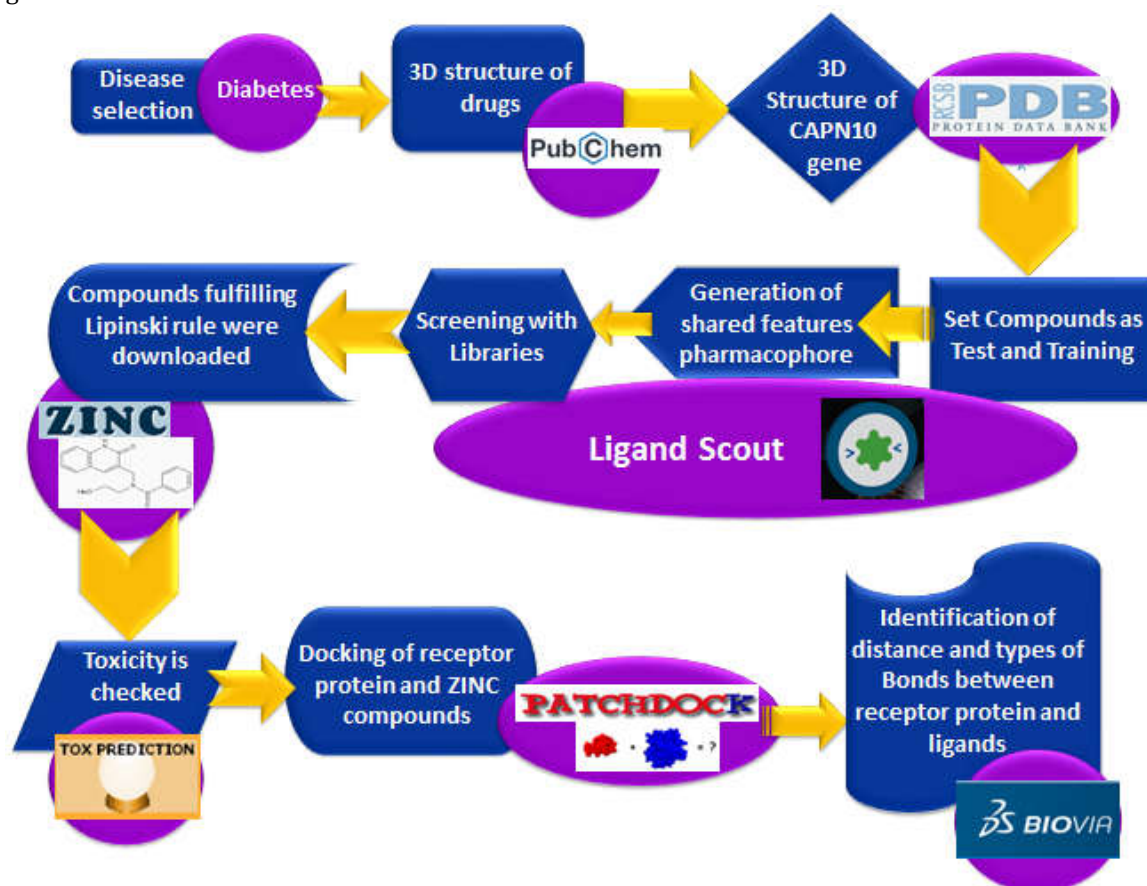 Disease
selection
Diabetes
3D structure of
drugs
PubChem
3D
Structure of
CAPN10
gene
RCSB
PDB
PROTEIN DATA BANK
Compounds fulfilling
Lipinski rule were
downloaded
ZINC
Screening with
Libraries
Generation of
shared features
pharmacophore
Set Compounds as
Test and Training
Ligand Scout
Toxicity is
checked
TOX PREDICTION
Docking of receptor
protein and ZINC
compounds
PATCHDOCK
+ = ?
Identification of
distance and types of
Bonds between
receptor protein and
ligands
BIOVIA